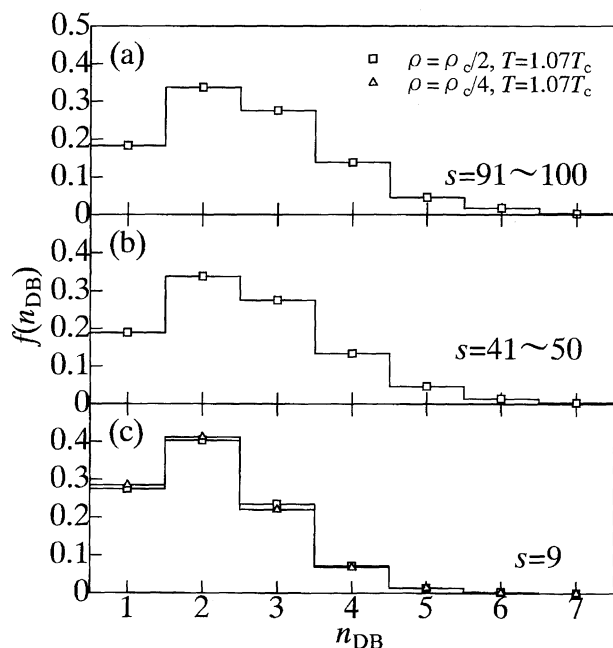 0.5
(a)
ρ = ρc/2, T=1.07Tc
ρ = ρc/4, T=1.07Tc
0.4
0.3
0.2
0.1
s=91～100
0
(b)
0.3
0.2
0.1
s=41～50
0
f(nDB)
(c)
0.4
0.3
0.2
0.1
s=9
0
1 2 3 4 5 6 7
nDB